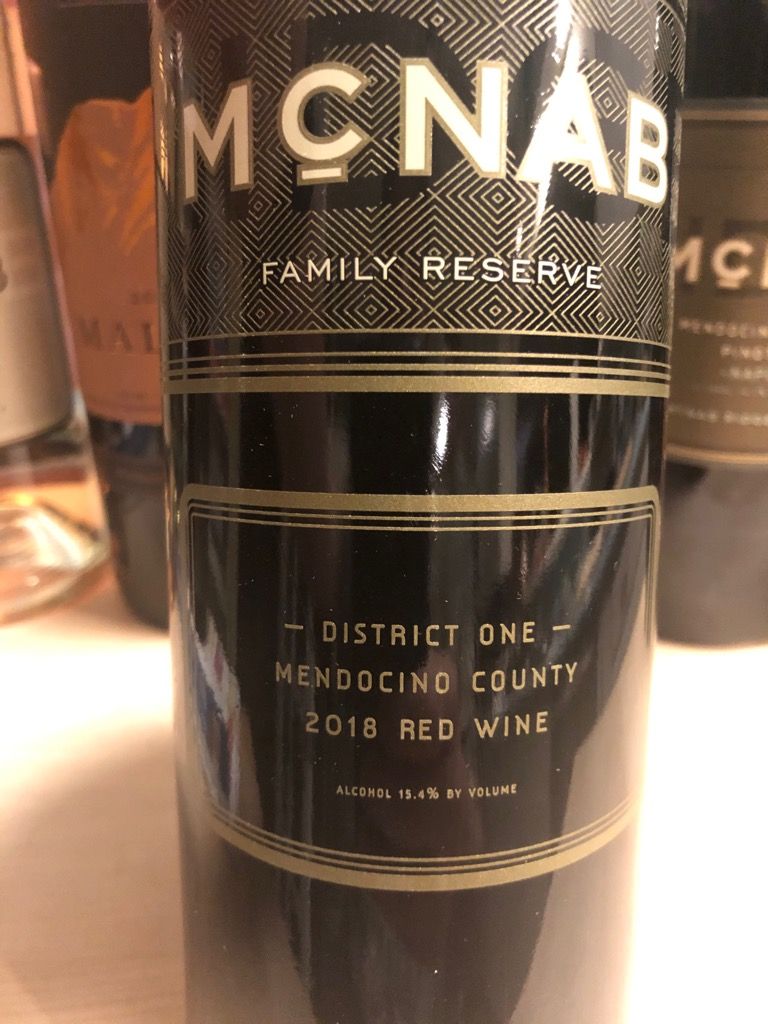 McNAB
FAMILY RESERVE
– DISTRICT ONE –
MENDOCINO COUNTY
2018 RED WINE
ALCOHOL 15.4% BY VOLUME